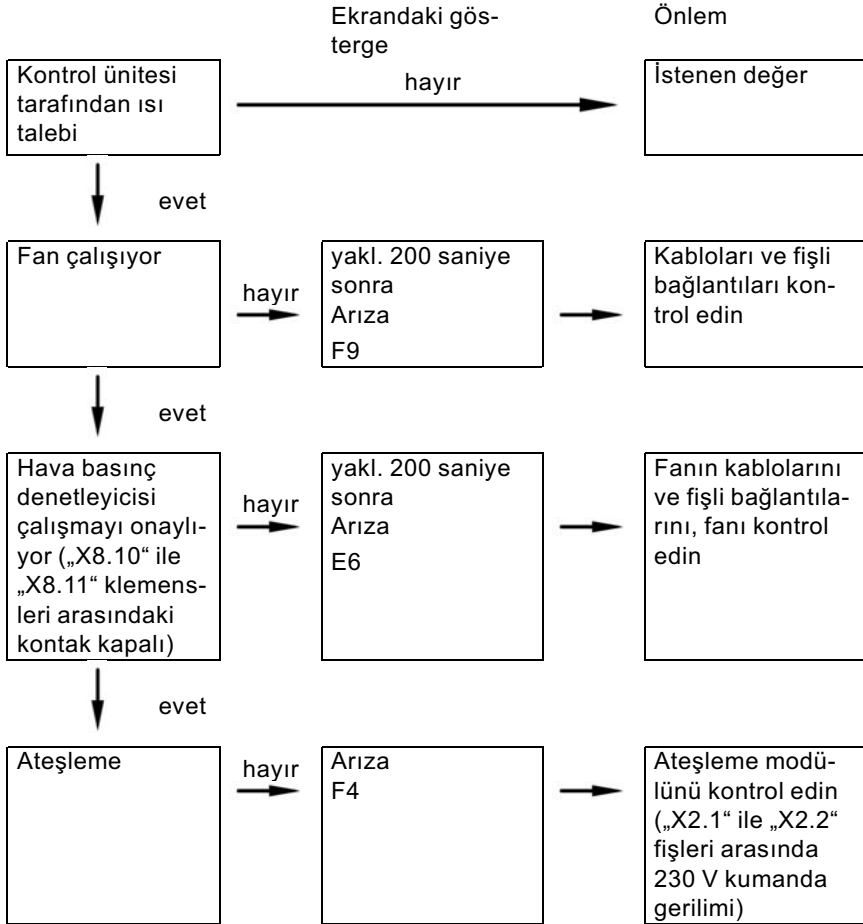 Ekrandaki gös-
terge
Önlem
Kontrol ünitesi
tarafından ısı
talebi
hayır
İstenen değer
evet
Fan çalışıyor
hayır
yakl. 200 saniye
sonra
Arıza
F9
Kabloları ve fişli
bağlantıları kon-
trol edin
evet
Hava basınç
denetleyicisi
çalışmayı onaylı-
yor („X8.10“ ile
„X8.11“ klemens-
leri arasındaki
kontak kapalı)
hayır
yakl. 200 saniye
sonra
Arıza
E6
Fanın kablolarını
ve fişli bağlantıla-
rını, fanı kontrol
edin
evet
Ateşleme
hayır
Arıza
F4
Ateşleme modü-
lünü kontrol edin
(„X2.1“ ile „X2.2“
fişleri arasında
230 V kumanda
gerilimi)